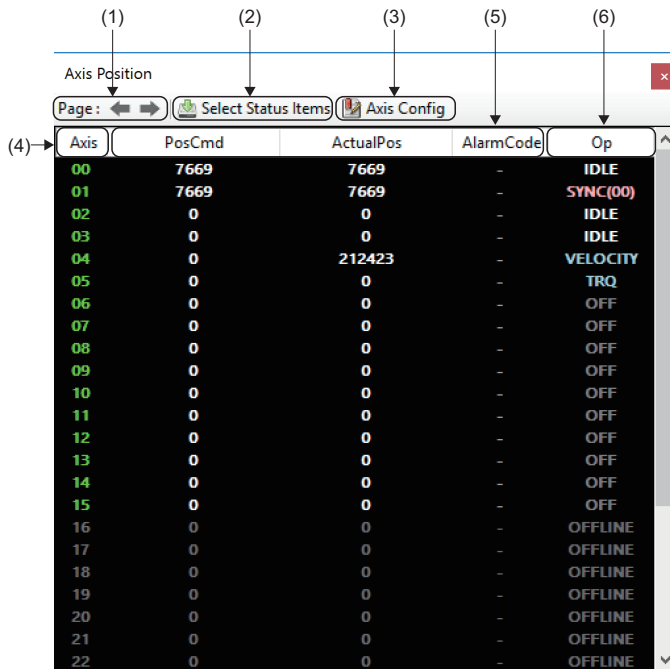 (1) (2) (3) (5) (6)
Axis Position
Page: Select Status Items Axis Config
(4) Axis PosCmd ActualPos AlarmCode Op
00 7669 7669 - IDLE
01 7669 7669 - SYNC(00)
02 0 0 - IDLE
03 0 0 - IDLE
04 0 212423 - VELOCITY
05 0 0 - TRQ
06 0 0 - OFF
07 0 0 - OFF
08 0 0 - OFF
09 0 0 - OFF
10 0 0 - OFF
11 0 0 - OFF
12 0 0 - OFF
13 0 0 - OFF
14 0 0 - OFF
15 0 0 - OFF
16 0 0 - OFFLINE
17 0 0 - OFFLINE
18 0 0 - OFFLINE
19 0 0 - OFFLINE
20 0 0 - OFFLINE
21 0 0 - OFFLINE
22 0 0 - OFFLINE